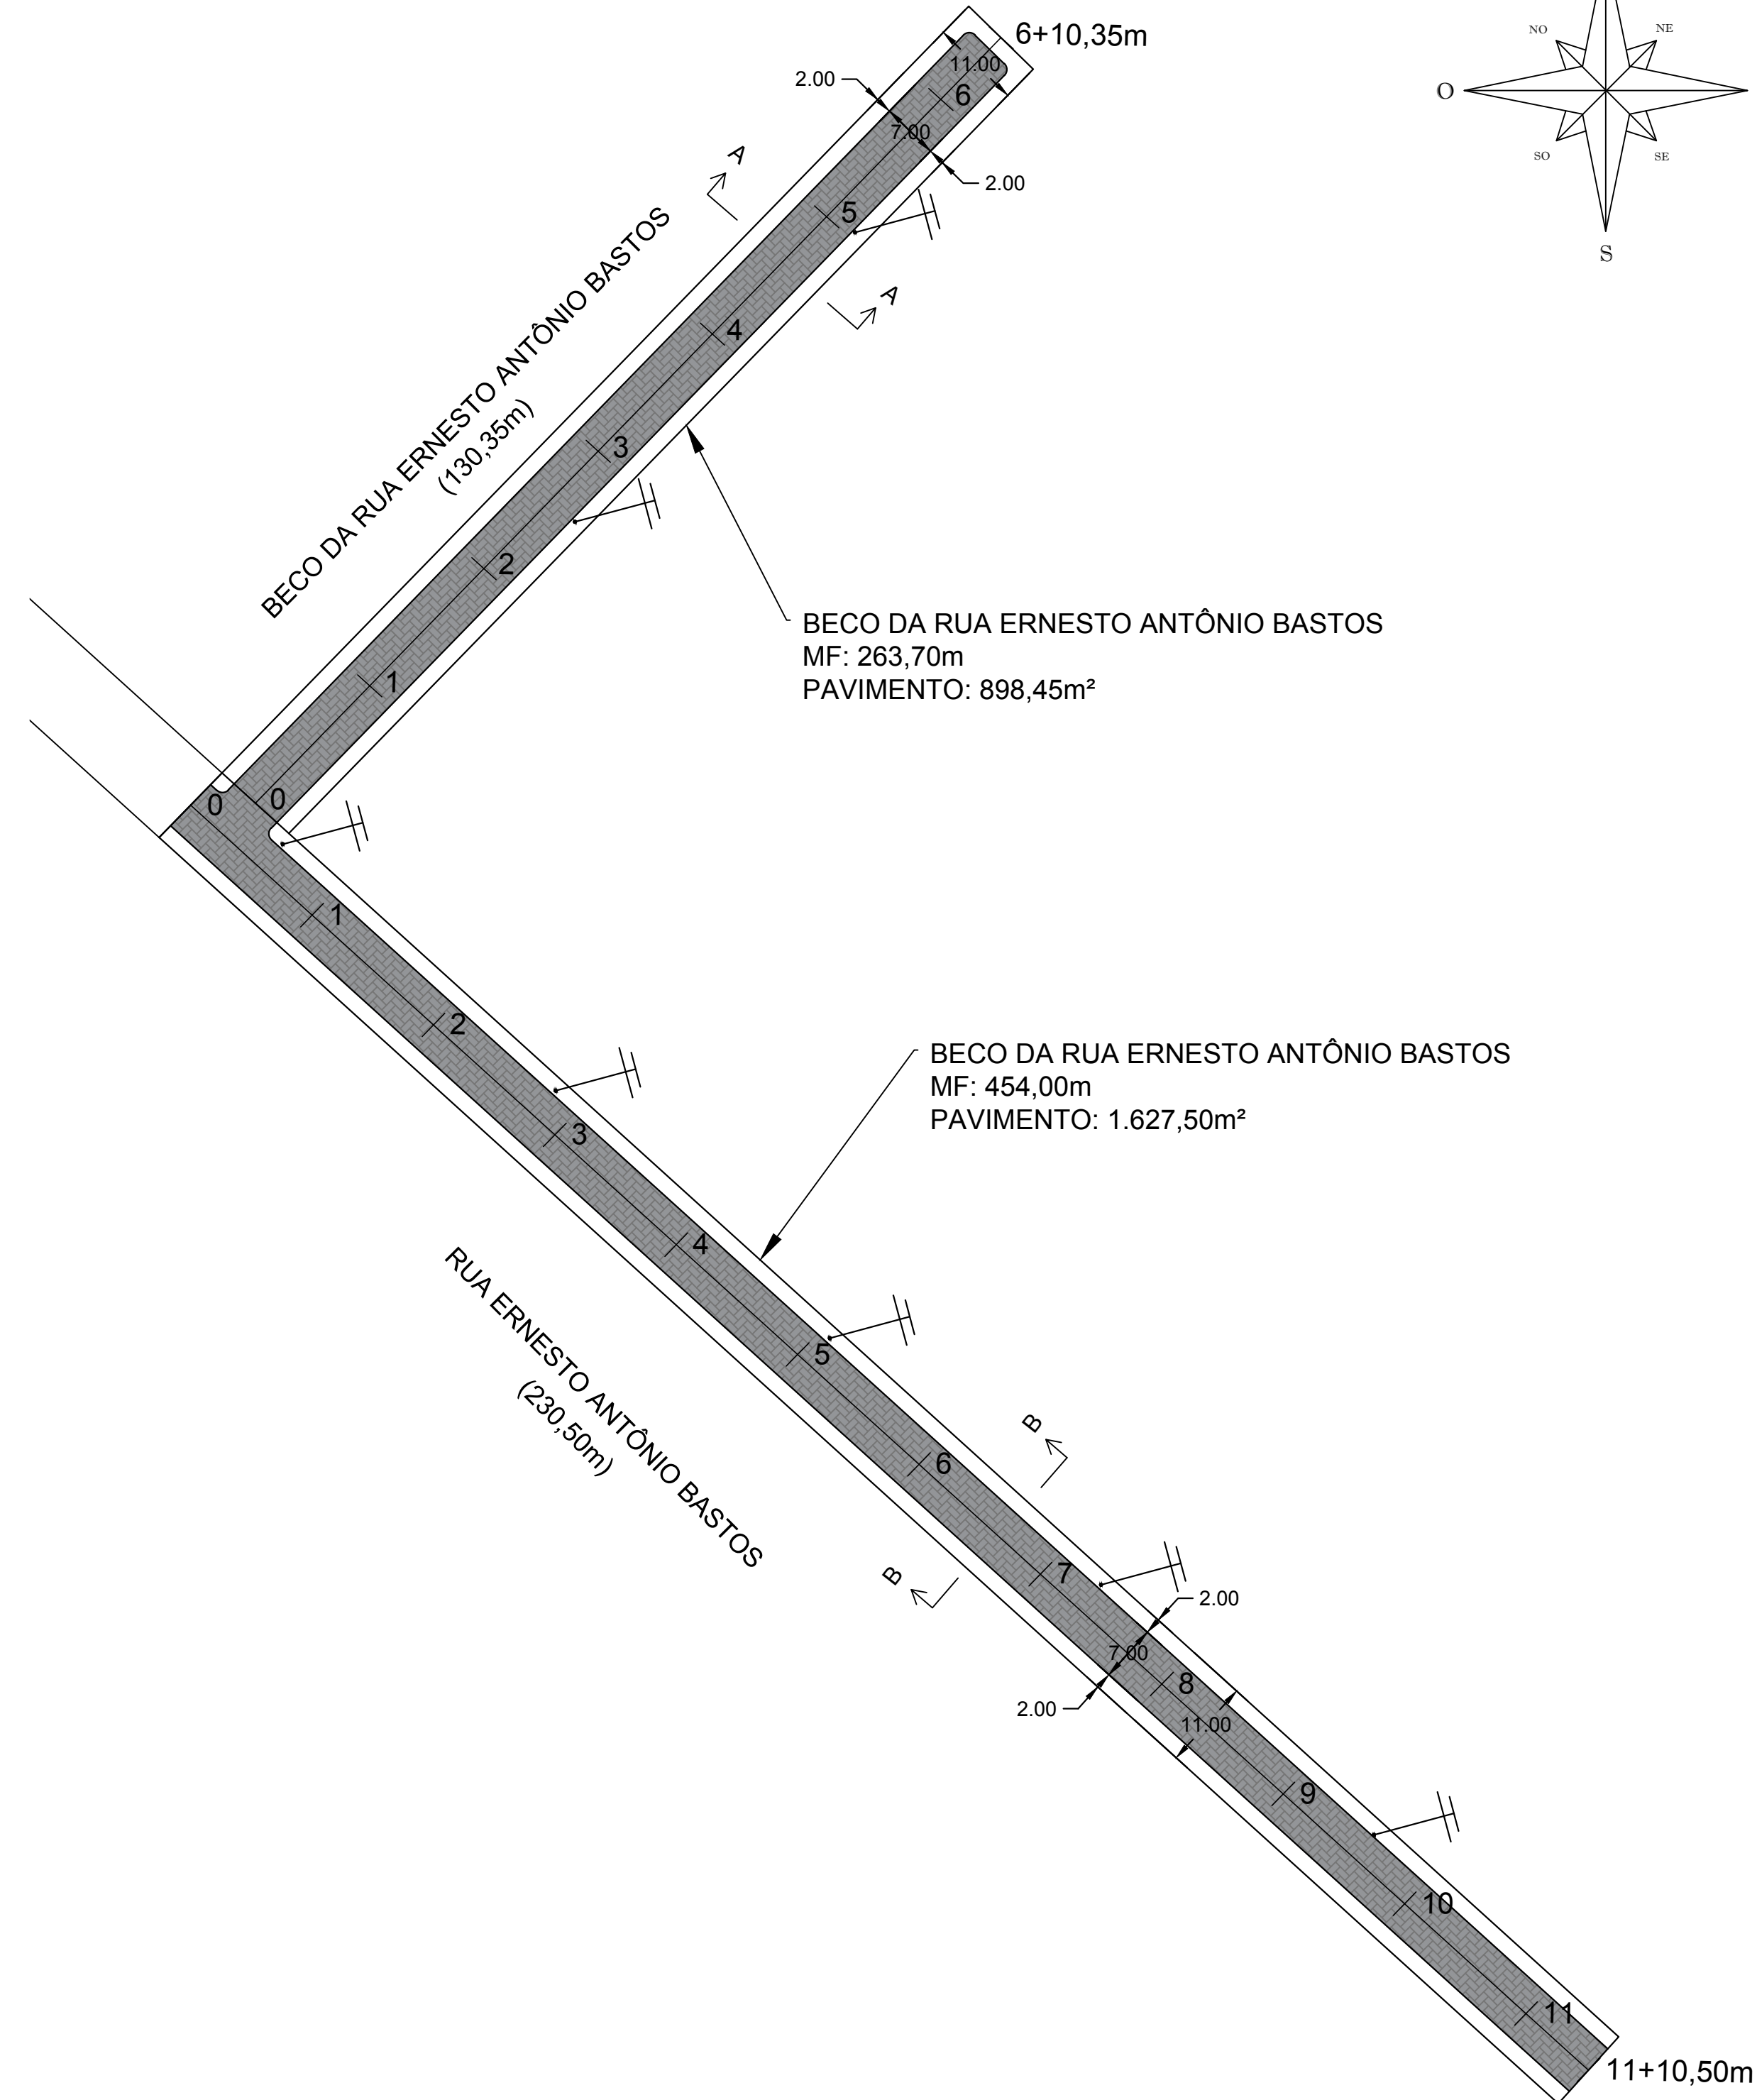 6+10,35m
NO
NE
O
SO
SE
S
11.00
2.00
6
7.00
2.00
A
5
A
4
BECO DA RUA ERNESTO ANTÔNIO BASTOS
(130,35m)
3
2
1
0
0
BECO DA RUA ERNESTO ANTÔNIO BASTOS
MF: 263,70m
PAVIMENTO: 898,45m²
1
2
3
4
5
6
7
BECO DA RUA ERNESTO ANTÔNIO BASTOS
MF: 454,00m
PAVIMENTO: 1.627,50m²
RUA ERNESTO ANTÔNIO BASTOS
(230,50m)
B
B
2.00
7.00
2.00
8
11.00
9
10
11
11+10,50m